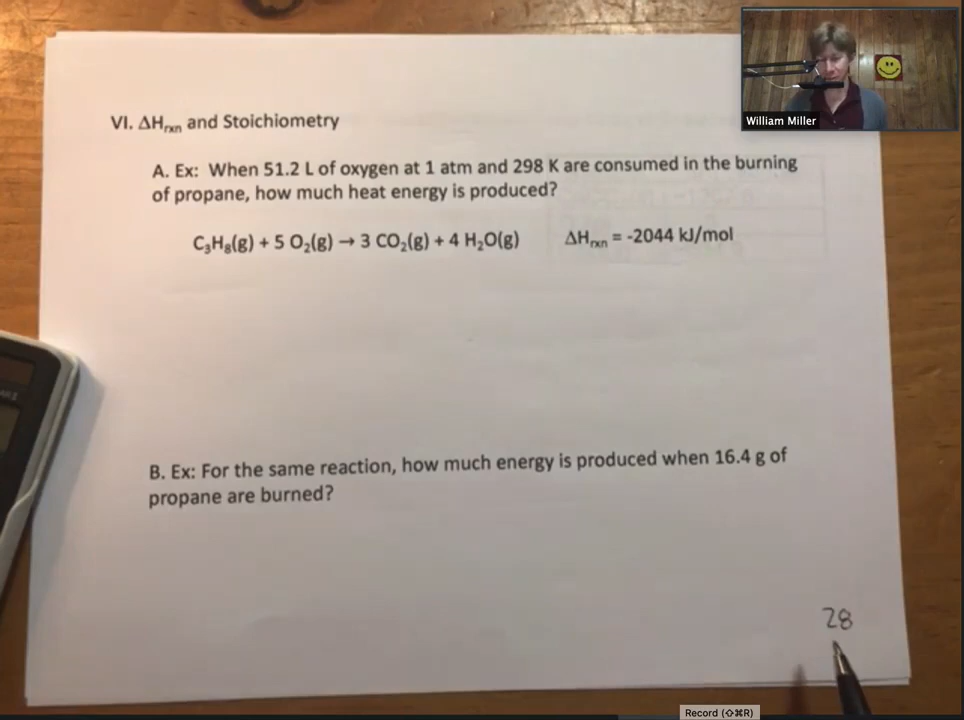 William Miller
VI. ΔHrxn and Stoichiometry
A. Ex: When 51.2 L of oxygen at 1 atm and 298 K are consumed in the burning
of propane, how much heat energy is produced?
C₃H₈(g) + 5 O₂(g) → 3 CO₂(g) + 4 H₂O(g) ΔHrxn = -2044 kJ/mol
B. Ex: For the same reaction, how much energy is produced when 16.4 g of
propane are burned?
28
Record (⇧⌘R)